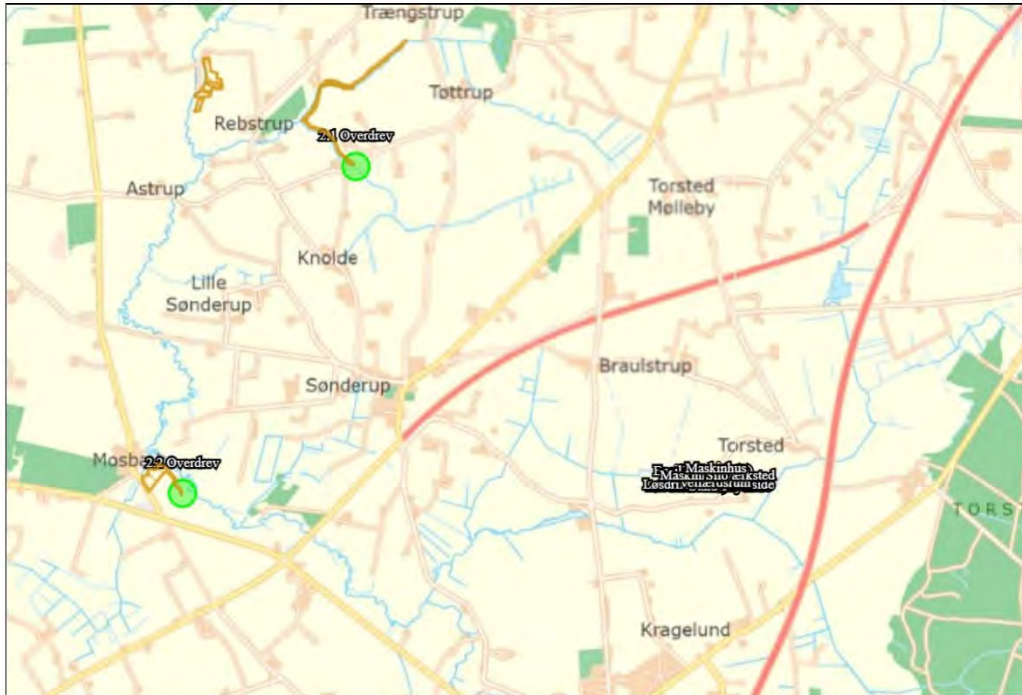 Trængstrup
Tøttrup
Rebstrup
2.1 Overdrev
Astrup
Torsted
Mølleby
Knolde
Lille
Sønderup
Braulstrup
Sønderup
Torsted
2.2 Overdrev
Maskinhus
TORS
Kragelund